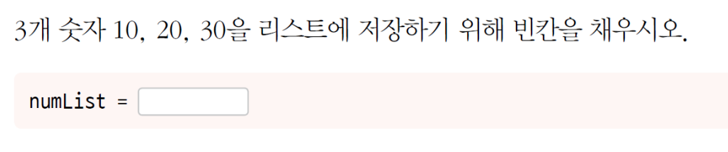 3개 숫자 10, 20, 30을 리스트에 저장하기 위해 빈칸을 채우시오.
numList =